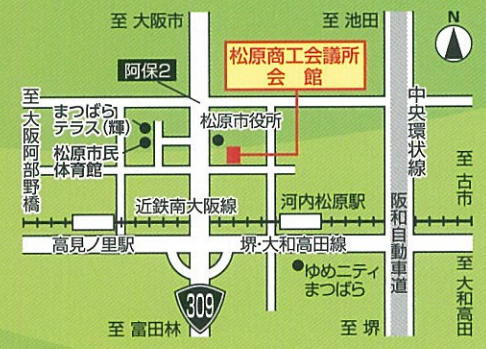 至 大阪市
至 池田
N
阿保2
松原商工会議所
会 館
至 大阪阿部野橋
まつばら
テラス(輝)
松原市民
体育館
松原市役所
中央環状線
至 古市
近鉄南大阪線
河内松原駅
阪和自動車道
高見ノ里駅
堺・大和高田線
ゆめニティ
まつばら
至 大和高田
309
至 富田林
至 堺